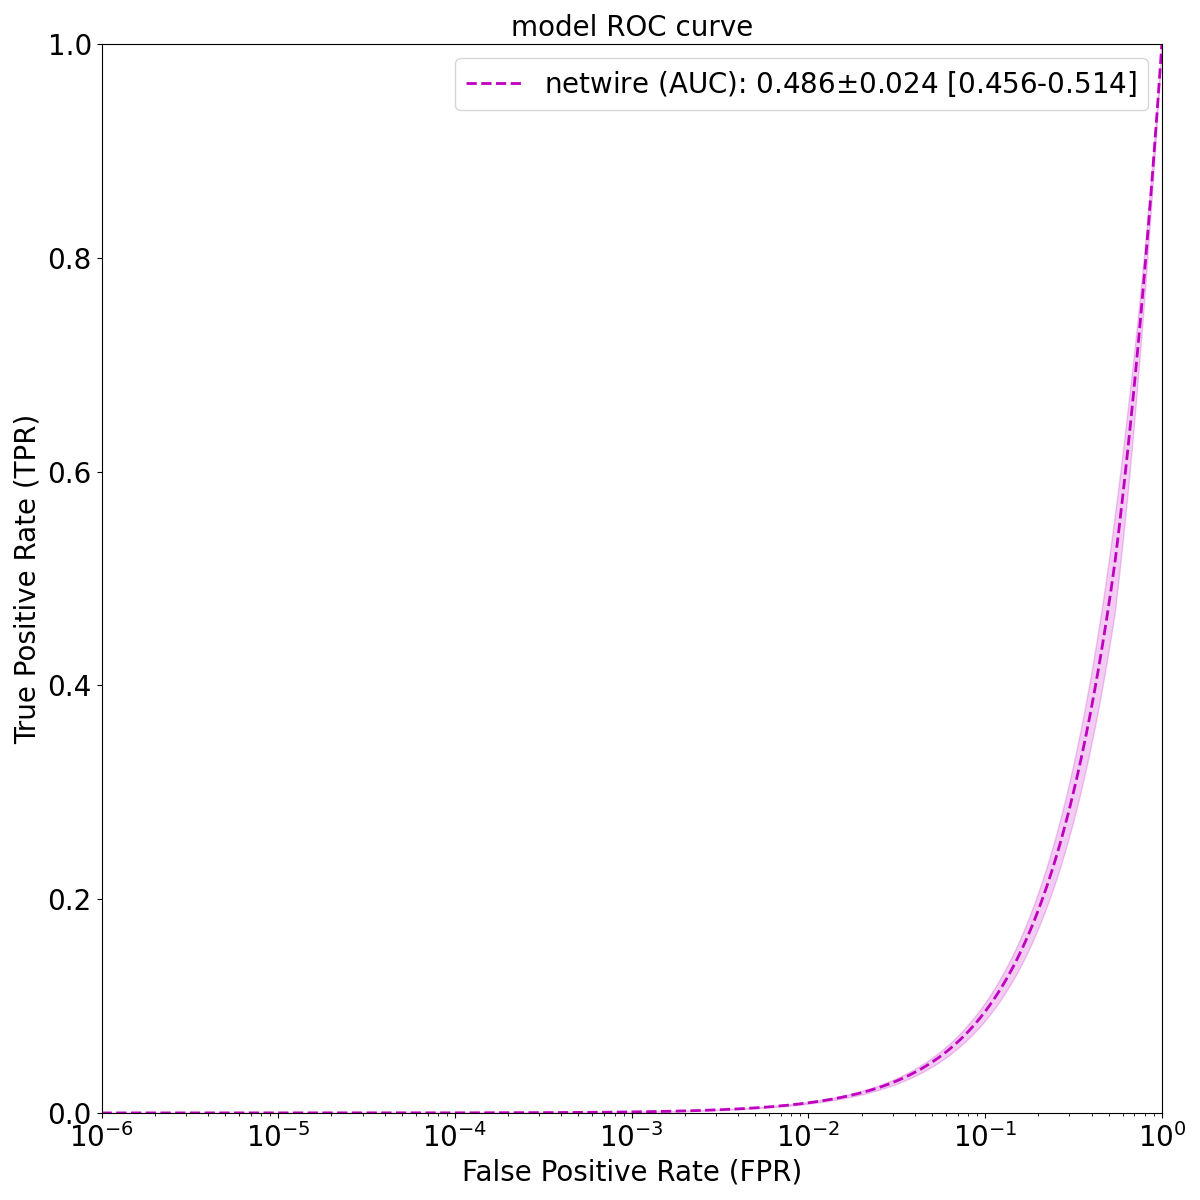 model ROC curve
netwire (AUC): 0.486±0.024 [0.456-0.514]
True Positive Rate (TPR)
1.0
0.8
0.6
0.4
0.2
0.0
10⁻⁶ 10⁻⁵ 10⁻⁴ 10⁻³ 10⁻² 10⁻¹ 10⁰
False Positive Rate (FPR)